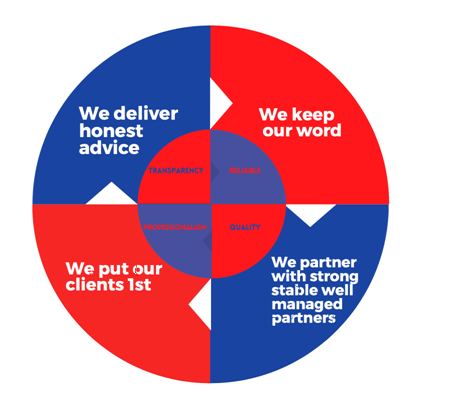 We deliver
honest
advice
We keep
our word
TRANSPARENCY
RELIABLE
PROFESSIONALISM
QUALITY
We put our
clients 1st
We partner
with strong
stable well
managed
partners